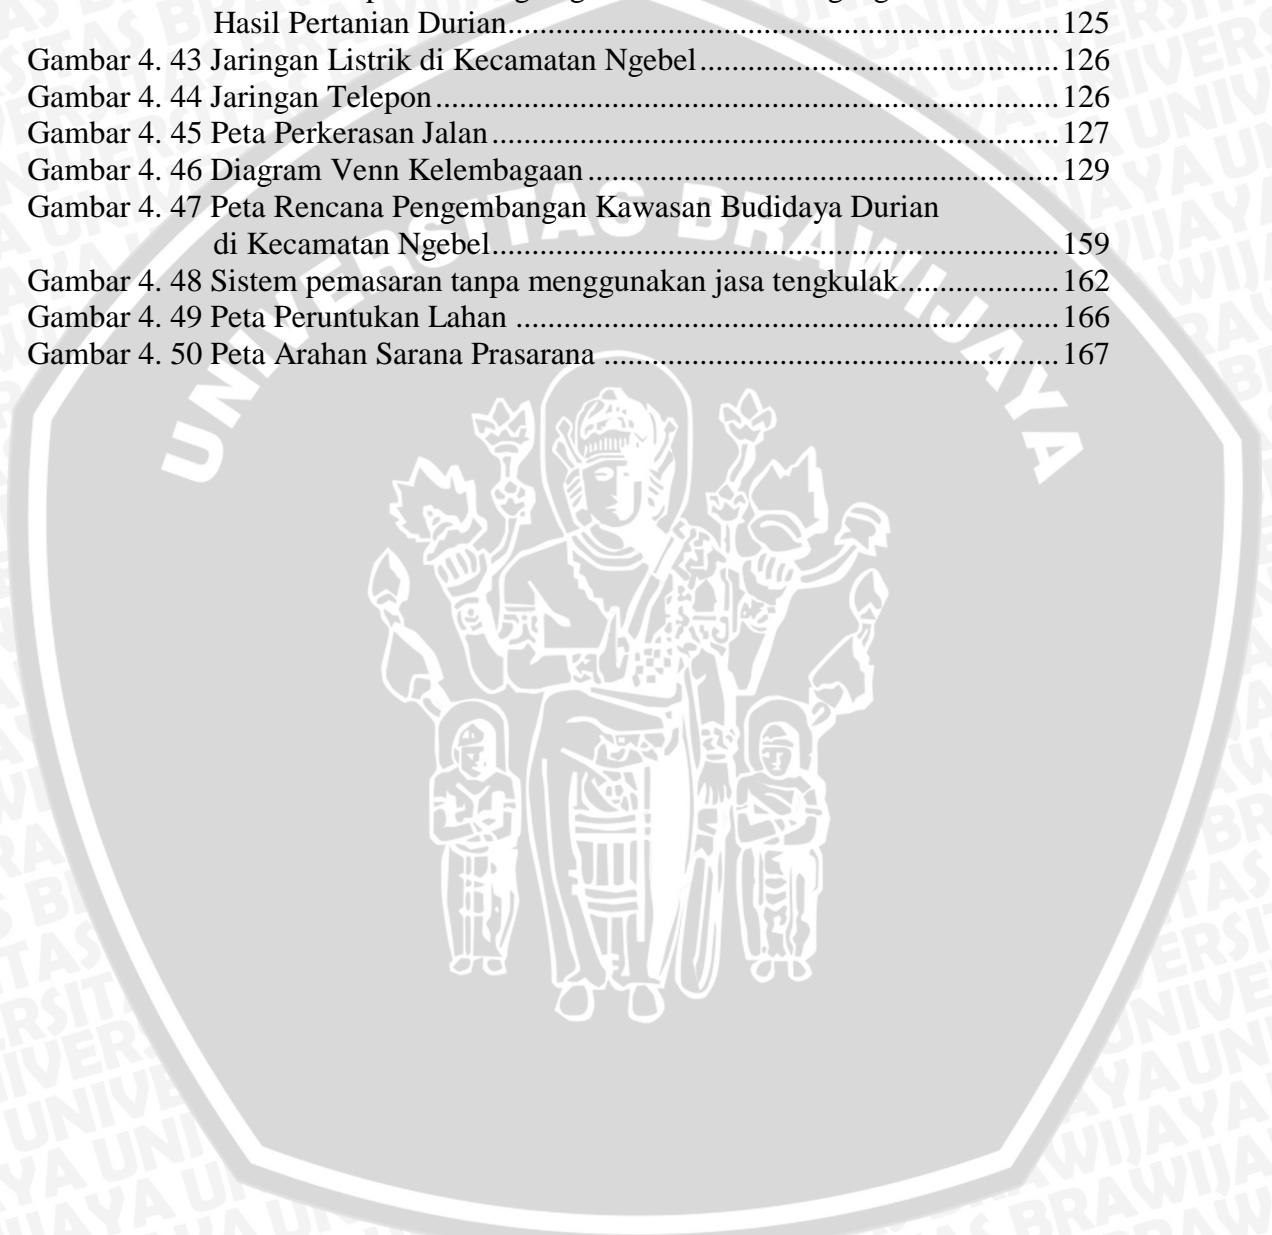 Hasil Pertanian Durian.....................................................................125
Gambar 4. 43 Jaringan Listrik di Kecamatan Ngebel.............................................126
Gambar 4. 44 Jaringan Telepon..............................................................................126
Gambar 4. 45 Peta Perkerasan Jalan.......................................................................127
Gambar 4. 46 Diagram Venn Kelembagaan...........................................................129
Gambar 4. 47 Peta Rencana Pengembangan Kawasan Budidaya Durian
di Kecamatan Ngebel.......................................................................159
Gambar 4. 48 Sistem pemasaran tanpa menggunakan jasa tengkulak....................162
Gambar 4. 49 Peta Peruntukan Lahan ....................................................................166
Gambar 4. 50 Peta Arahan Sarana Prasarana .........................................................167
UNIVERSITAS BRAWIJAYA